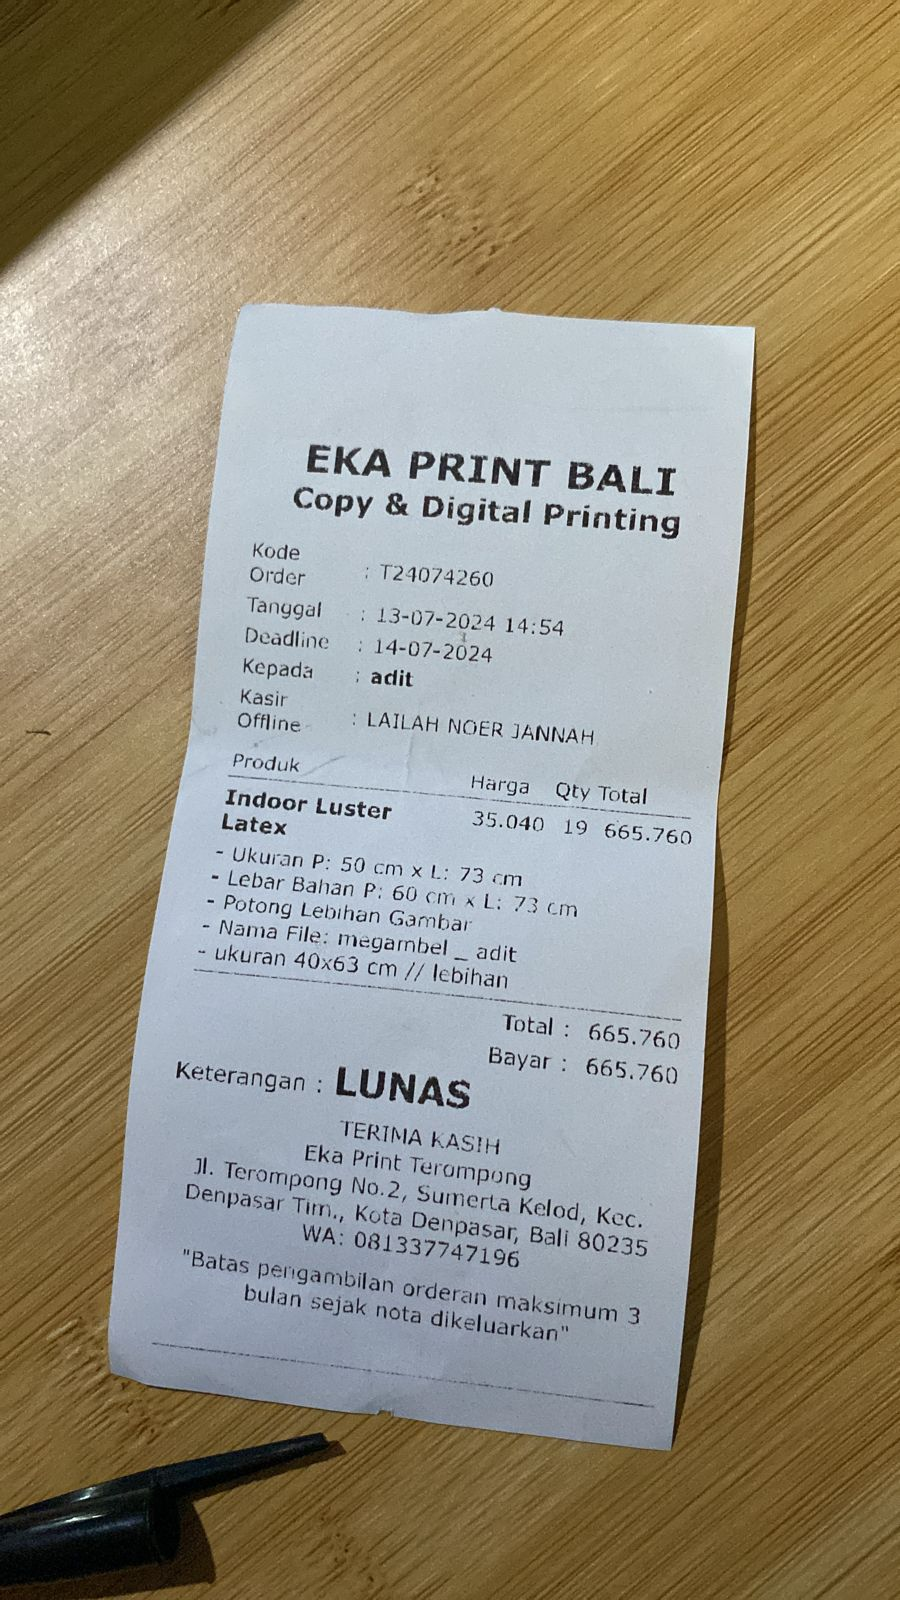 EKA PRINT BALI
Copy & Digital Printing
Kode
Order : T24074260
Tanggal : 13-07-2024 14:54
Deadline : 14-07-2024
Kepada : adit
Kasir
Offline : LAILAH NOER JANNAH
Produk Harga Qty Total
Indoor Luster
Latex 35.040 19 665.760
- Ukuran P: 50 cm x L: 73 cm
- Lebar Bahan P: 60 cm x L: 73 cm
- Potong Lebihan Gambar
- Nama File: megambel _ adit
- ukuran 40x63 cm // lebihan
Total : 665.760
Bayar : 665.760
Keterangan : LUNAS
TERIMA KASIH
Eka Print Terompong
Jl. Terompong No.2, Sumerta Kelod, Kec.
Denpasar Tim., Kota Denpasar, Bali 80235
WA: 081337747196
"Batas pengambilan orderan maksimum 3
bulan sejak nota dikeluarkan"